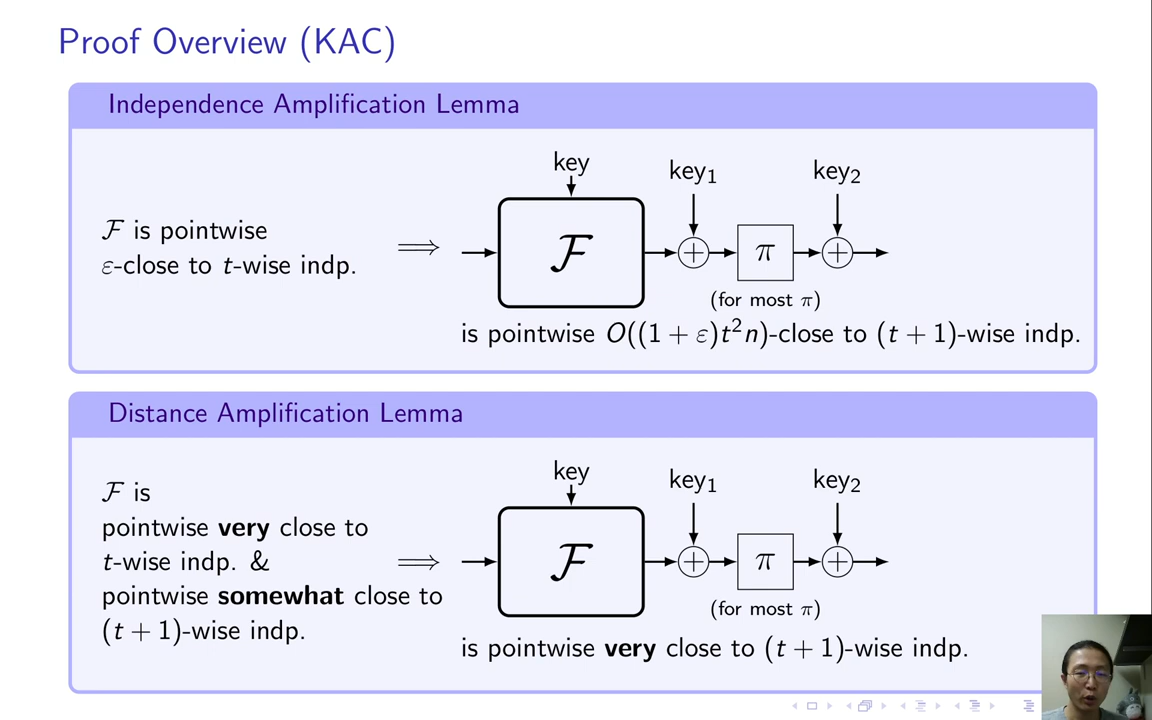 Proof Overview (KAC)
Independence Amplification Lemma
key
key₁
key₂
ℱ is pointwise
ε-close to t-wise indp.
⟹
ℱ
+
π
+
(for most π)
is pointwise O((1 + ε)t²n)-close to (t + 1)-wise indp.
Distance Amplification Lemma
key
key₁
key₂
ℱ is
pointwise very close to
t-wise indp. &
pointwise somewhat close to
(t + 1)-wise indp.
⟹
ℱ
+
π
+
(for most π)
is pointwise very close to (t + 1)-wise indp.